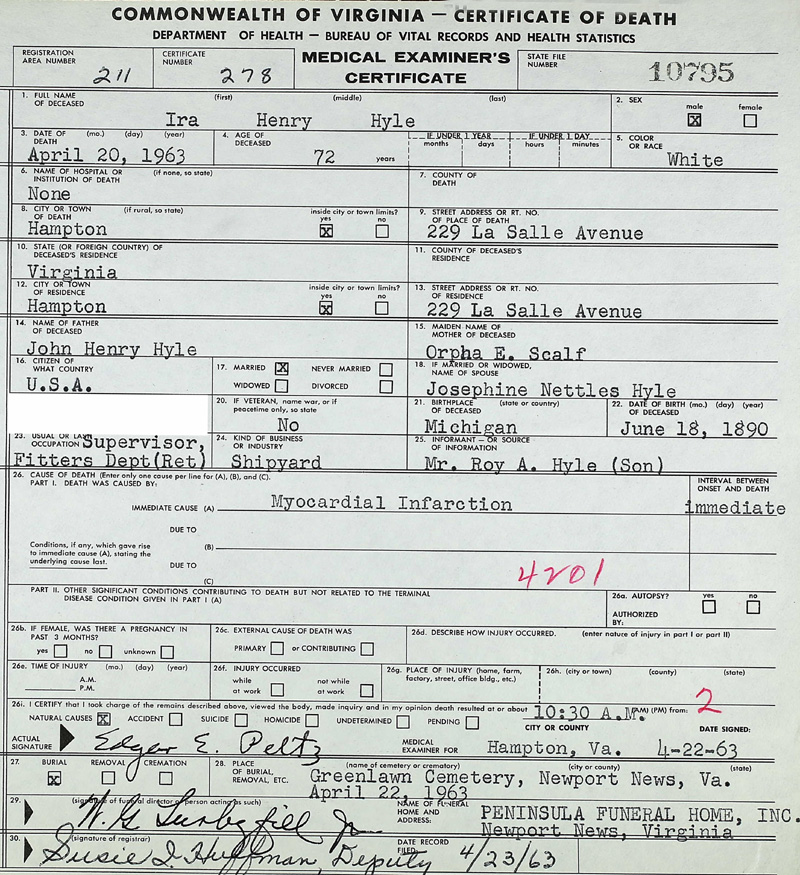 COMMONWEALTH OF VIRGINIA — CERTIFICATE OF DEATH
DEPARTMENT OF HEALTH — BUREAU OF VITAL RECORDS AND HEALTH STATISTICS
REGISTRATION AREA NUMBER 211
CERTIFICATE NUMBER 278
MEDICAL EXAMINER'S CERTIFICATE
STATE FILE NUMBER 10795
1. FULL NAME OF DECEASED (first) (middle) (last)
Ira Henry Hyle
2. SEX male ☒ female ☐
3. DATE OF DEATH (mo.) (day) (year)
April 20, 1963
4. AGE OF DECEASED 72 years
IF UNDER 1 YEAR months days
IF UNDER 1 DAY hours minutes
5. COLOR OR RACE White
6. NAME OF HOSPITAL OR INSTITUTION OF DEATH (if none, so state)
None
7. COUNTY OF DEATH
8. CITY OR TOWN OF DEATH (if rural, so state)
Hampton
inside city or town limits? yes ☒ no ☐
9. STREET ADDRESS OR RT. NO. OF PLACE OF DEATH
229 La Salle Avenue
10. STATE (OR FOREIGN COUNTRY) OF DECEASED'S RESIDENCE
Virginia
11. COUNTY OF DECEASED'S RESIDENCE
12. CITY OR TOWN OF RESIDENCE
Hampton
inside city or town limits? yes ☒ no ☐
13. STREET ADDRESS OR RT. NO. OF RESIDENCE
229 La Salle Avenue
14. NAME OF FATHER OF DECEASED
John Henry Hyle
15. MAIDEN NAME OF MOTHER OF DECEASED
Orpha E. Scalf
16. CITIZEN OF WHAT COUNTRY
U.S.A.
17. MARRIED ☒ NEVER MARRIED ☐
WIDOWED ☐ DIVORCED ☐
18. IF MARRIED OR WIDOWED, NAME OF SPOUSE
Josephine Nettles Hyle
20. IF VETERAN, name war, or if peacetime only, so state
No
21. BIRTHPLACE OF DECEASED (state or country)
Michigan
22. DATE OF BIRTH (mo.) (day) (year) OF DECEASED
June 18, 1890
23. USUAL OR LAST OCCUPATION Supervisor,
Fitters Dept(Ret)
24. KIND OF BUSINESS OR INDUSTRY
Shipyard
25. INFORMANT — OR SOURCE OF INFORMATION
Mr. Roy A. Hyle (Son)
26. CAUSE OF DEATH (Enter only one cause per line for (A), (B), and (C).
PART I. DEATH WAS CAUSED BY:
INTERVAL BETWEEN ONSET AND DEATH
IMMEDIATE CAUSE (A) Myocardial Infarction immediate
DUE TO
(B)
Conditions, if any, which gave rise to immediate cause (A), stating the underlying cause last.
DUE TO
(C)
4201
PART II. OTHER SIGNIFICANT CONDITIONS CONTRIBUTING TO DEATH BUT NOT RELATED TO THE TERMINAL DISEASE CONDITION GIVEN IN PART I (A)
26a. AUTOPSY? yes ☐ no ☐
AUTHORIZED BY:
26b. IF FEMALE, WAS THERE A PREGNANCY IN PAST 3 MONTHS?
yes ☐ no ☐ unknown ☐
26c. EXTERNAL CAUSE OF DEATH WAS
PRIMARY ☐ or CONTRIBUTING ☐
26d. DESCRIBE HOW INJURY OCCURRED. (enter nature of injury in part I or part II)
26e. TIME OF INJURY (mo.) (day) (year)
A.M.
P.M.
26f. INJURY OCCURRED
while at work ☐ not while at work ☐
26g. PLACE OF INJURY (home, farm, factory, street, office bldg., etc.)
26h. (city or town) (county) (state)
26i. I CERTIFY that I took charge of the remains described above, viewed the body, made inquiry and in my opinion death resulted at or about 10:30 A.M. (AM) (PM) from: 2
NATURAL CAUSES ☒ ACCIDENT ☐ SUICIDE ☐ HOMICIDE ☐ UNDETERMINED ☐ PENDING ☐
CITY OR COUNTY DATE SIGNED:
ACTUAL SIGNATURE Edgar E. Peltz
MEDICAL EXAMINER FOR Hampton, Va. 4-22-63
27. BURIAL ☒ REMOVAL ☐ CREMATION ☐
28. PLACE OF BURIAL, REMOVAL, ETC. (name of cemetery or crematory) (city or county) (state)
Greenlawn Cemetery, Newport News, Va.
April 22, 1963
29. (signature of funeral director or person acting as such)
NAME OF FUNERAL HOME AND ADDRESS: PENINSULA FUNERAL HOME, INC.
Newport News, Virginia
30. (signature of registrar)
Susie I. Huffman, Deputy
DATE RECORD FILED: 4/23/63